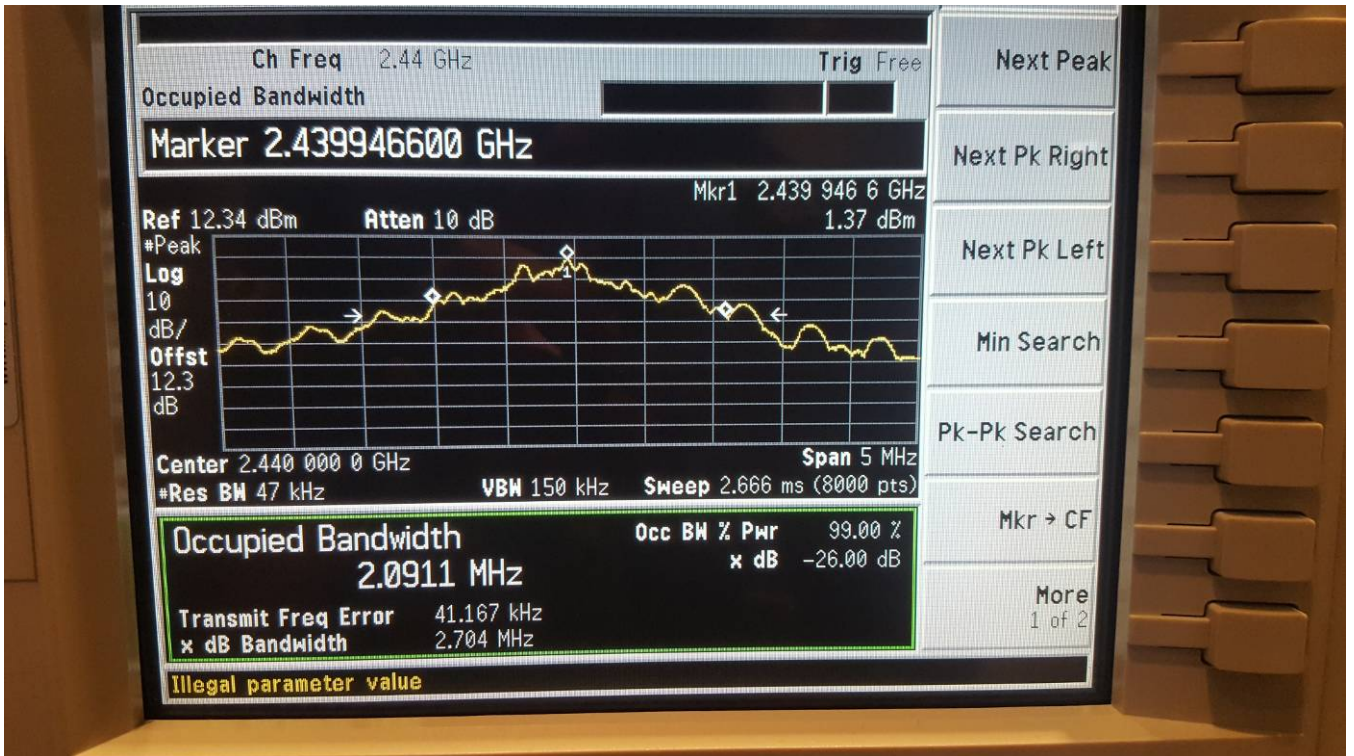 Ch Freq 2.44 GHz Trig Free
Occupied Bandwidth
Marker 2.439946600 GHz
Mkr1 2.439 946 6 GHz
Ref 12.34 dBm Atten 10 dB 1.37 dBm
#Peak
Log
10
dB/
Offst
12.3
dB
1
Center 2.440 000 0 GHz Span 5 MHz
#Res BW 47 kHz VBW 150 kHz Sweep 2.666 ms (8000 pts)
Occupied Bandwidth Occ BW % Pwr 99.00 %
2.0911 MHz x dB -26.00 dB
Transmit Freq Error 41.167 kHz
x dB Bandwidth 2.704 MHz
Illegal parameter value
Next Peak
Next Pk Right
Next Pk Left
Min Search
Pk-Pk Search
Mkr → CF
More
1 of 2